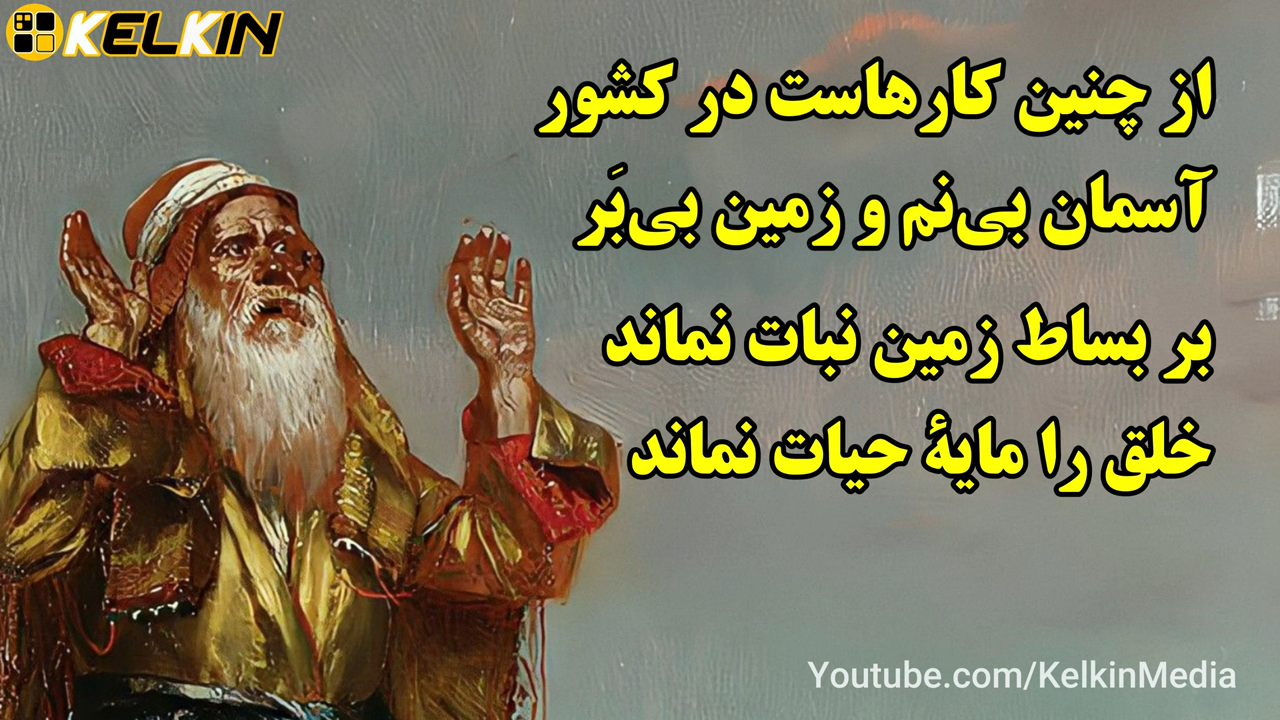 KELKIN
از چنین کارهاست در کشور
آسمان بی‌نم و زمین بی‌بَر
بر بساط زمین نبات نماند
خلق را مایهٔ حیات نماند
Youtube.com/KelkinMedia